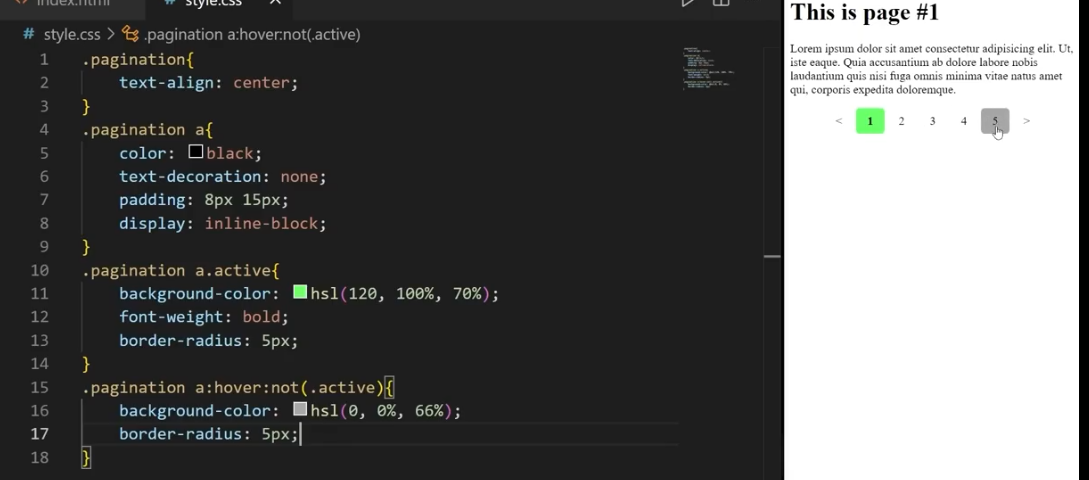 index.html
style.css
# style.css > .pagination a:hover:not(.active)
1 .pagination{
2 text-align: center;
3 }
4 .pagination a{
5 color: black;
6 text-decoration: none;
7 padding: 8px 15px;
8 display: inline-block;
9 }
10 .pagination a.active{
11 background-color: hsl(120, 100%, 70%);
12 font-weight: bold;
13 border-radius: 5px;
14 }
15 .pagination a:hover:not(.active){
16 background-color: hsl(0, 0%, 66%);
17 border-radius: 5px;
18 }
This is page #1
Lorem ipsum dolor sit amet consectetur adipisicing elit. Ut,
iste eaque. Quia accusantium ab dolore labore nobis
laudantium quis nisi fuga omnis minima vitae natus amet
qui, corporis expedita doloremque.
< 1 2 3 4 5 >